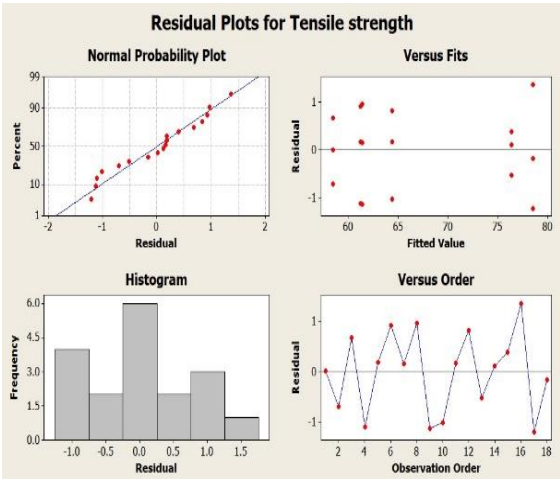 Residual Plots for Tensile strength
Normal Probability Plot
99
90
50
10
1
Percent
-2 -1 0 1 2
Residual
Versus Fits
1
0
-1
Residual
60 65 70 75 80
Fitted Value
Histogram
6.0
4.5
3.0
1.5
0.0
Frequency
-1.0 -0.5 0.0 0.5 1.0 1.5
Residual
Versus Order
1
0
-1
Residual
2 4 6 8 10 12 14 16 18
Observation Order